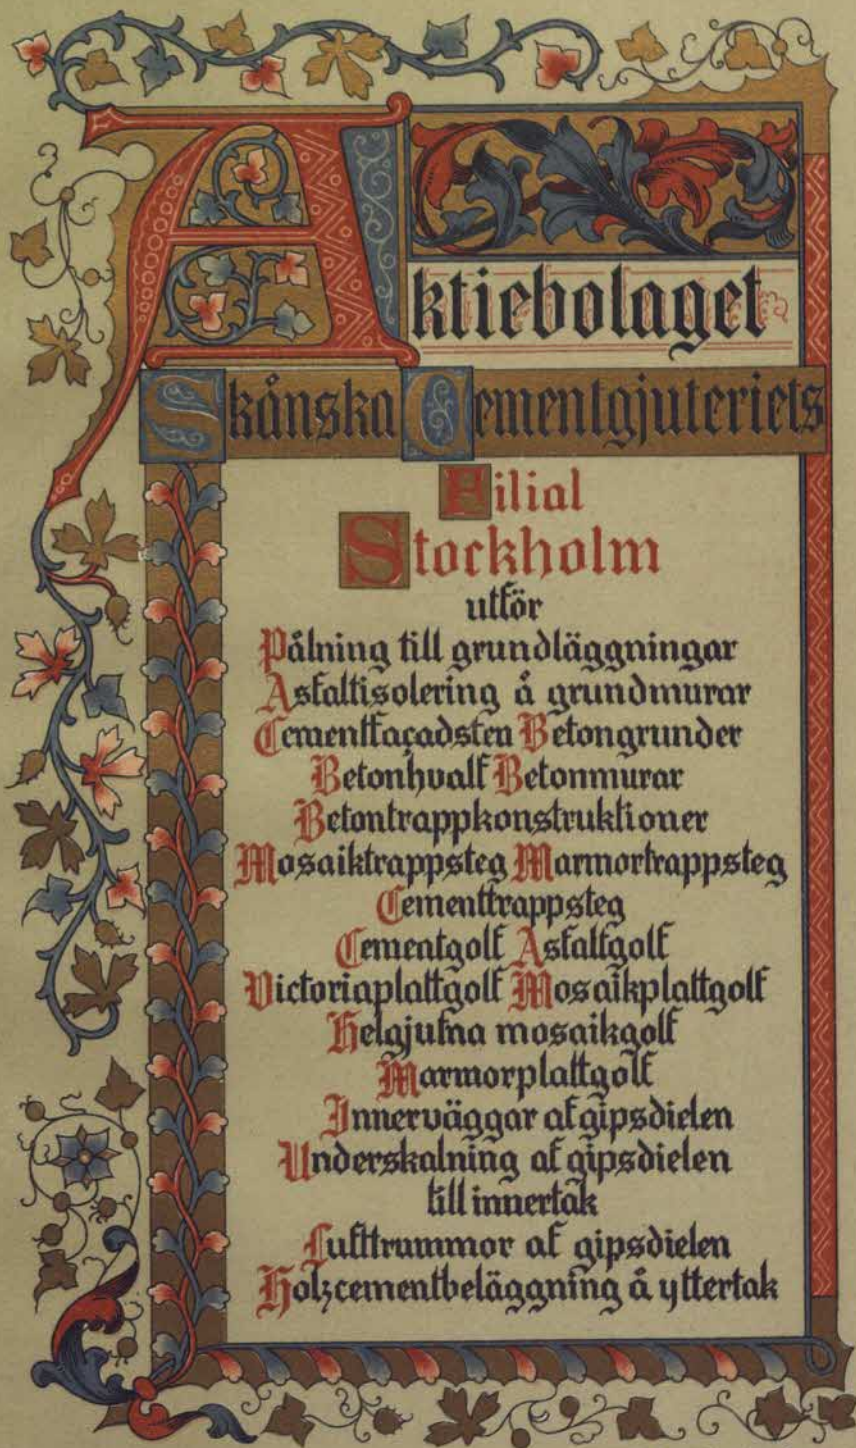 Aktiebolaget
Skånska Cementgjuteriets
Filial
Stockholm
utför
Pålning till grundläggningar
Asfaltisolering å grundmurar
Cementfaçadsten Betongrunder
Betonhvalf Betonmurar
Betontrappkonstruktioner
Mosaiktrappsteg Marmortrappsteg
Cementtrappsteg
Cementgolf Asfaltgolf
Victoriaplattgolf Mosaikplattgolf
Helgjutna mosaikgolf
Marmorplattgolf
Innerväggar af gipsdielen
Underskalning af gipsdielen
till innertak
Lufttrummor af gipsdielen
Holzcementbeläggning å yttertak